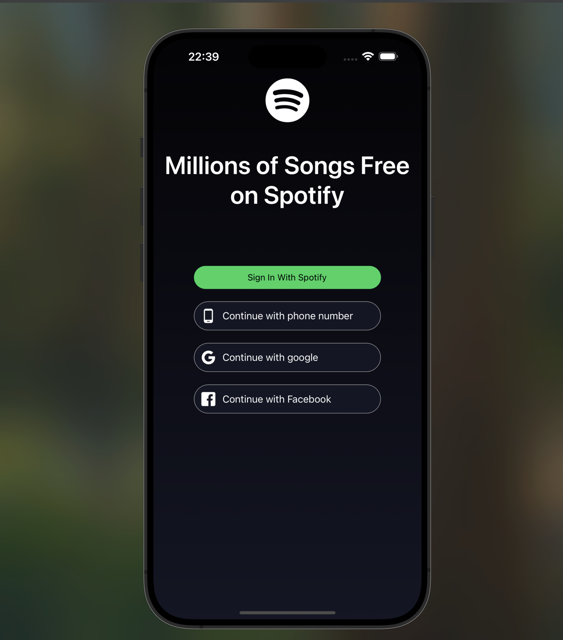 22:39
Millions of Songs Free
on Spotify
Sign In With Spotify
Continue with phone number
Continue with google
Continue with Facebook